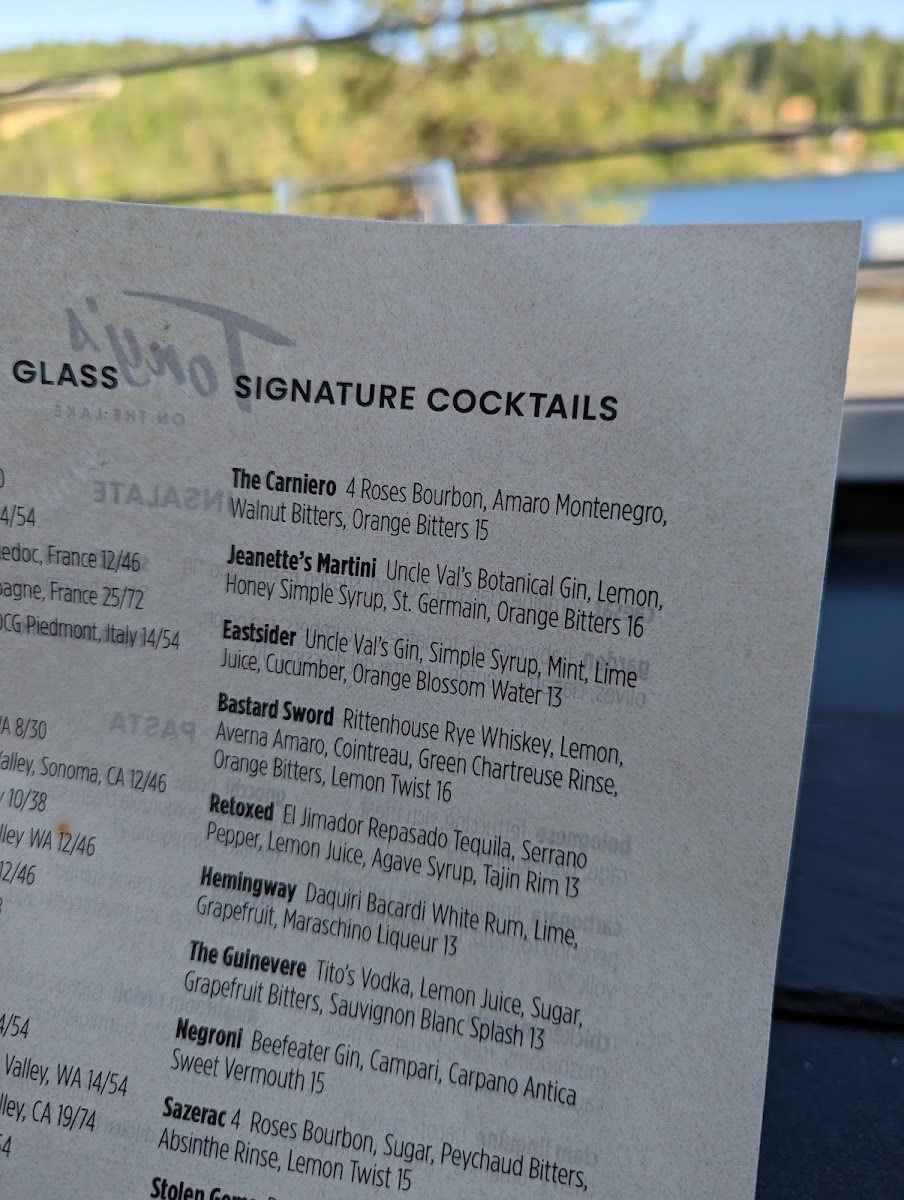 Tony's
ON THE LAKE
GLASS
4/54
France 12/46
France 25/72
Piedmont, Italy 14/54
8/30
Sonoma, CA 12/46
10/38
WA 12/46
12/46
4/54
Valley, WA 14/54
CA 19/74
SIGNATURE COCKTAILS
The Carniero 4 Roses Bourbon, Amaro Montenegro,
Walnut Bitters, Orange Bitters 15
Jeanette's Martini Uncle Val's Botanical Gin, Lemon,
Honey Simple Syrup, St. Germain, Orange Bitters 16
Eastsider Uncle Val's Gin, Simple Syrup, Mint, Lime
Juice, Cucumber, Orange Blossom Water 13
Bastard Sword Rittenhouse Rye Whiskey, Lemon,
Averna Amaro, Cointreau, Green Chartreuse Rinse,
Orange Bitters, Lemon Twist 16
Retoxed El Jimador Repasado Tequila, Serrano
Pepper, Lemon Juice, Agave Syrup, Tajin Rim 13
Hemingway Daquiri Bacardi White Rum, Lime,
Grapefruit, Maraschino Liqueur 13
The Guinevere Tito's Vodka, Lemon Juice, Sugar,
Grapefruit Bitters, Sauvignon Blanc Splash 13
Negroni Beefeater Gin, Campari, Carpano Antica
Sweet Vermouth 15
Sazerac 4 Roses Bourbon, Sugar, Peychaud Bitters,
Absinthe Rinse, Lemon Twist 15
Stolen